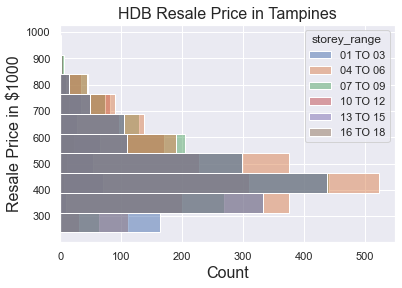 HDB Resale Price in Tampines
Resale Price in $1000
1000
900
800
700
600
500
400
300
storey_range
01 TO 03
04 TO 06
07 TO 09
10 TO 12
13 TO 15
16 TO 18
0
100
200
300
400
500
Count